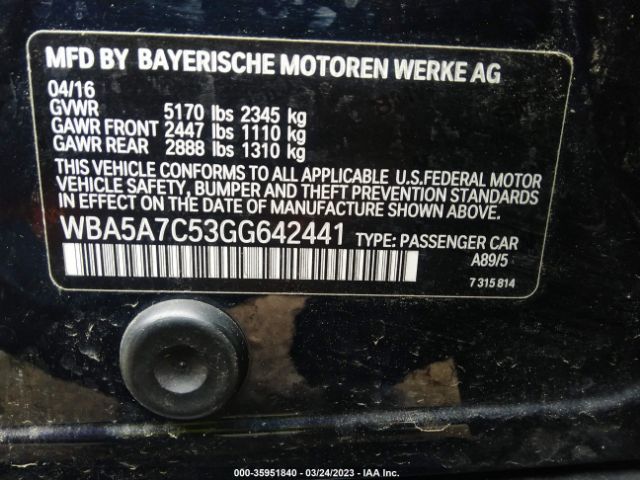 MFD BY BAYERISCHE MOTOREN WERKE AG
04/16
GVWR 5170 lbs 2345 kg
GAWR FRONT 2447 lbs 1110 kg
GAWR REAR 2888 lbs 1310 kg
THIS VEHICLE CONFORMS TO ALL APPLICABLE U.S.FEDERAL MOTOR
VEHICLE SAFETY, BUMPER AND THEFT PREVENTION STANDARDS
IN EFFECT ON THE DATE OF MANUFACTURE SHOWN ABOVE.
WBA5A7C53GG642441 TYPE: PASSENGER CAR
A89/5
7 315 814
000-35951840 - 03/24/2023 - IAA Inc.